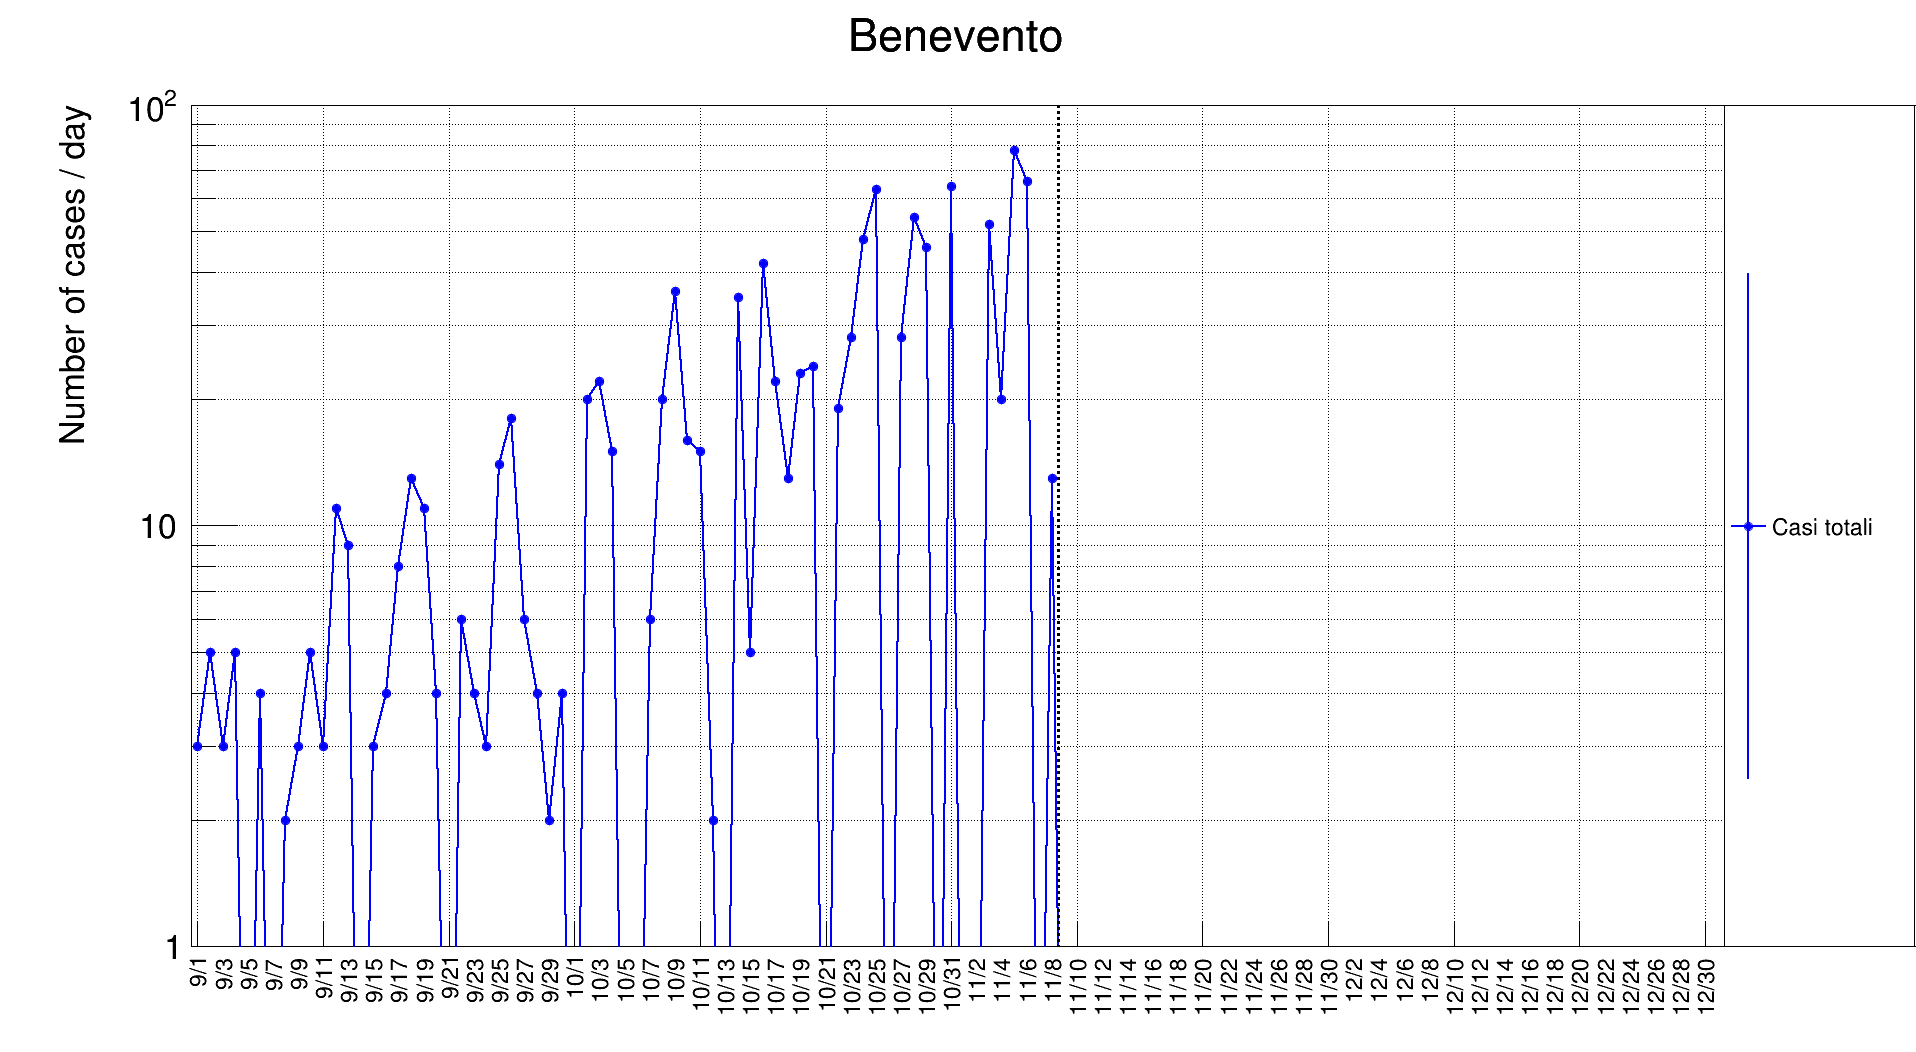 Benevento
Number of cases / day
10²
10
1
9/1 9/3 9/5 9/7 9/9 9/11 9/13 9/15 9/17 9/19 9/21 9/23 9/25 9/27 9/29 10/1 10/3 10/5 10/7 10/9 10/11 10/13 10/15 10/17 10/19 10/21 10/23 10/25 10/27 10/29 10/31 11/2 11/4 11/6 11/8 11/10 11/12 11/14 11/16 11/18 11/20 11/22 11/24 11/26 11/28 11/30 12/2 12/4 12/6 12/8 12/10 12/12 12/14 12/16 12/18 12/20 12/22 12/24 12/26 12/28 12/30
Casi totali